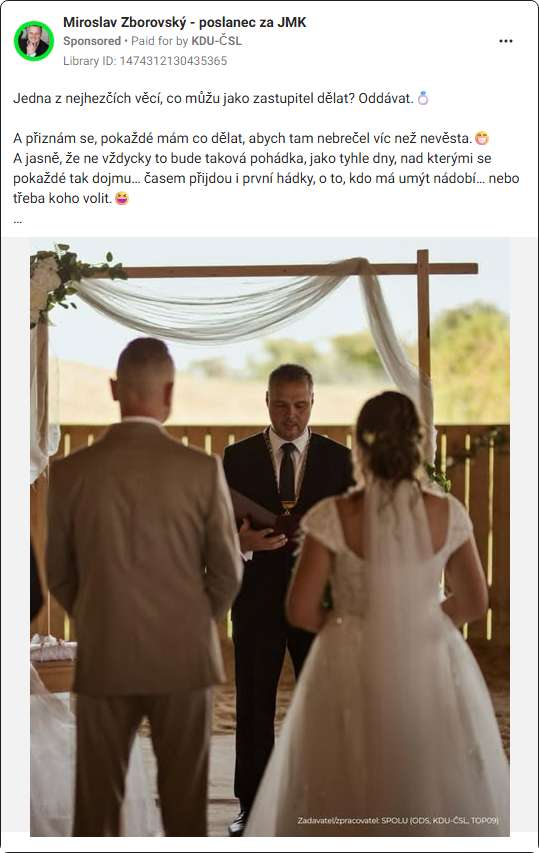 Miroslav Zborovský - poslanec za JMK
Sponsored • Paid for by KDU-ČSL
Library ID: 1474312130435365
Jedna z nejhezčích věcí, co můžu jako zastupitel dělat? Oddávat.💍
A přiznám se, pokaždé mám co dělat, abych tam nebrečel víc než nevěsta.😁
A jasně, že ne vždycky to bude taková pohádka, jako tyhle dny, nad kterými se
pokaždé tak dojmu… časem přijdou i první hádky, o to, kdo má umýt nádobí… nebo
třeba koho volit.😆
...
Zadavatel/zpracovatel: SPOLU (ODS, KDU-ČSL, TOP09)